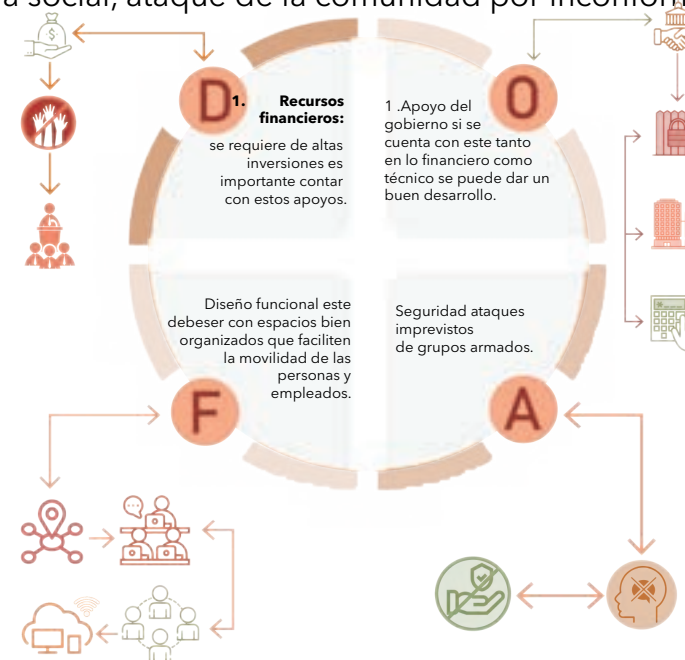 a social, ataque de la comunidad por inconform
D
1. Recursos
financieros:
se requiere de altas
inversiones es
importante contar
con estos apoyos.
O
1 .Apoyo del
gobierno si se
cuenta con este tanto
en lo financiero como
técnico se puede dar un
buen desarrollo.
Diseño funcional este
debeser con espacios bien
organizados que faciliten
la movilidad de las
personas y
empleados.
F
Seguridad ataques
imprevistos
de grupos armados.
A